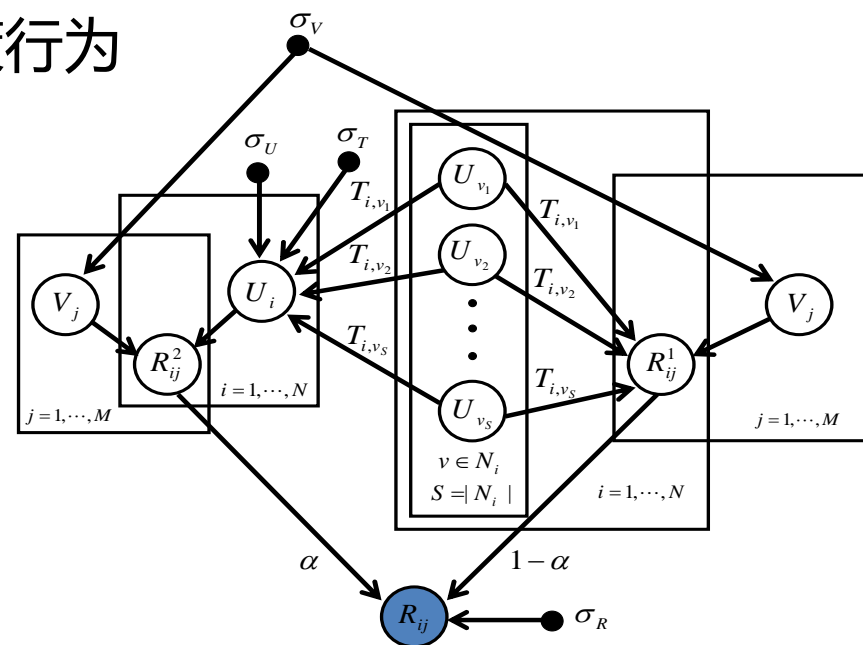 行为
σ_V
σ_U
σ_T
T_{i,v_1}
U_{v_1}
T_{i,v_1}
T_{i,v_2}
U_{v_2}
T_{i,v_2}
V_j
U_i
V_j
T_{i,v_S}
R_{ij}^2
R_{ij}^1
T_{i,v_S}
i = 1,⋯,N
U_{v_S}
j = 1,⋯,M
j = 1,⋯,M
v ∈ N_i
S =| N_i |
i = 1,⋯,N
α
1−α
R_{ij}
σ_R